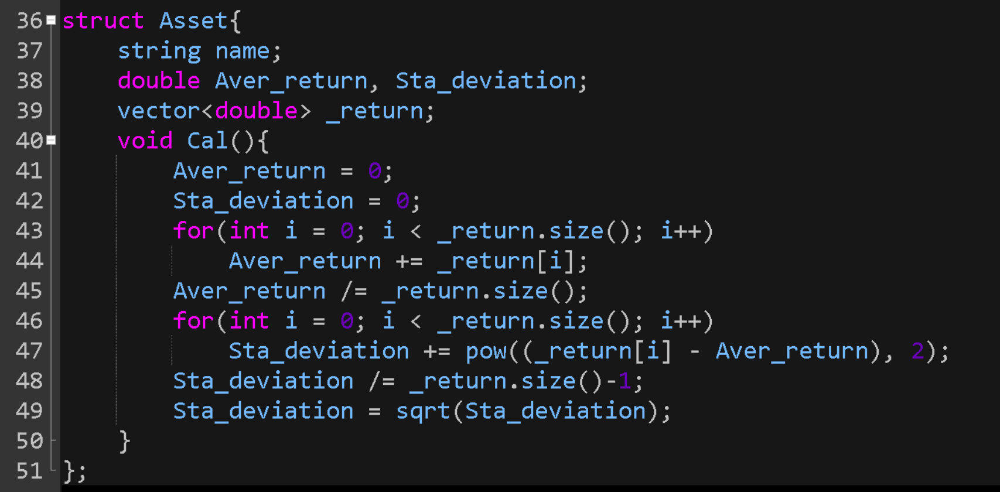 36 struct Asset{
37     string name;
38     double Aver_return, Sta_deviation;
39     vector<double> _return;
40     void Cal(){
41         Aver_return = 0;
42         Sta_deviation = 0;
43         for(int i = 0; i < _return.size(); i++)
44             Aver_return += _return[i];
45         Aver_return /= _return.size();
46         for(int i = 0; i < _return.size(); i++)
47             Sta_deviation += pow((_return[i] - Aver_return), 2);
48         Sta_deviation /= _return.size()-1;
49         Sta_deviation = sqrt(Sta_deviation);
50     }
51 };